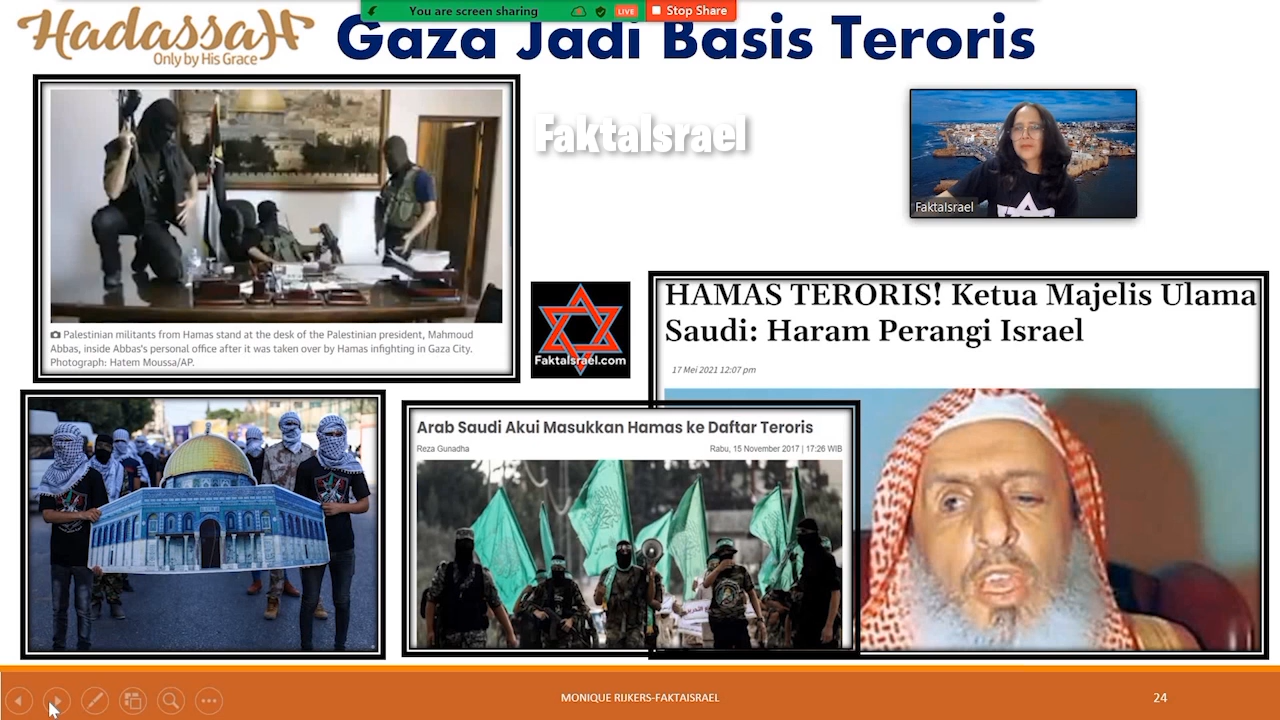 You are screen sharing
LIVE
Stop Share
HadassaH
Only by His Grace
Gaza Jadi Basis Teroris
FaktaIsrael
FaktaIsrael
Palestinian militants from Hamas stand at the desk of the Palestinian president, Mahmoud
Abbas, inside Abbas's personal office after it was taken over by Hamas infighting in Gaza City.
Photograph: Hatem Moussa/AP.
FaktaIsrael.com
HAMAS TERORIS! Ketua Majelis Ulama
Saudi: Haram Perangi Israel
17 Mei 2021 12:07 pm
Arab Saudi Akui Masukkan Hamas ke Daftar Teroris
Reza Gunadha
Rabu, 15 November 2017 | 17:26 WIB
MONIQUE RIJKERS-FAKTAISRAEL
24